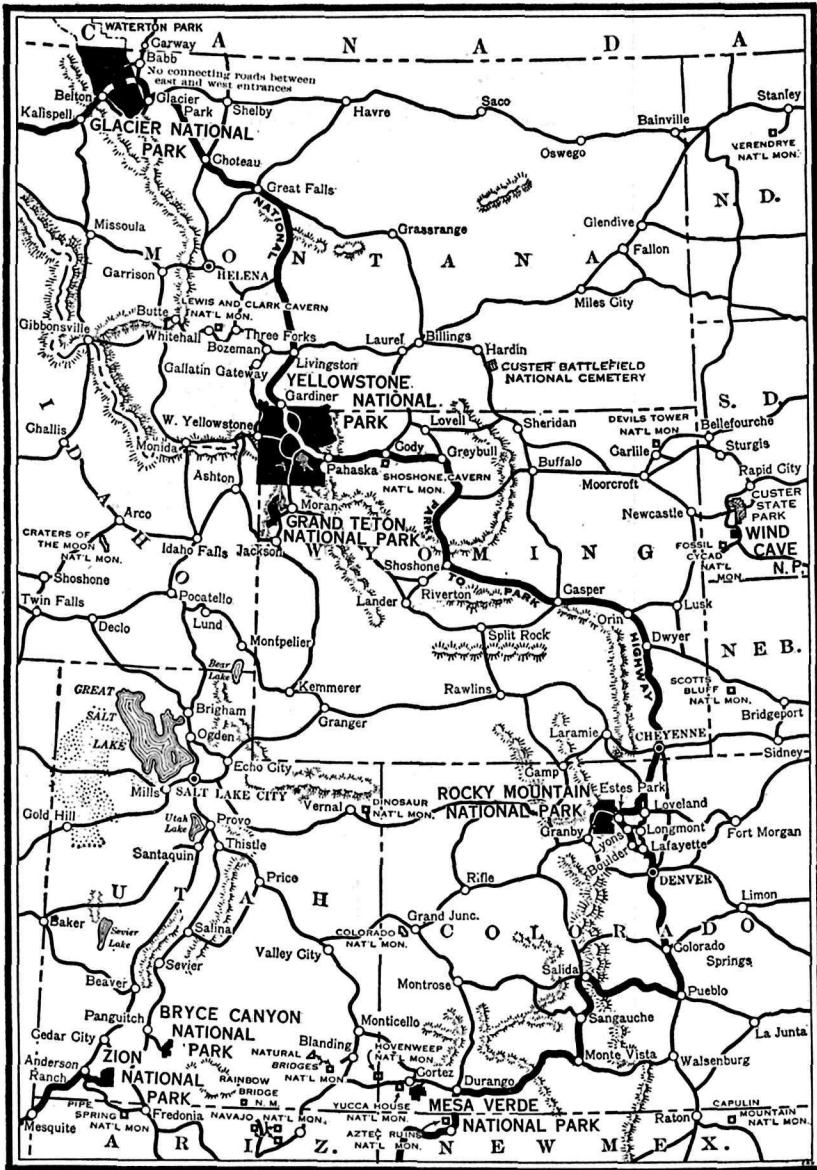 WATERTON PARK
C A N A D A
Carway
Babb
No connecting roads between
east and west entrances
Belton
Glacier
Park
Kalispell
GLACIER NATIONAL
PARK
Shelby
Havre
Saco
Bainville
Stanley
VERENDRYE
NAT'L MON.
Oswego
Choteau
Great Falls
NATIONAL
N. D.
Missoula
Grassrange
Glendive
Fallon
M O N T A N A
Garrison
HELENA
Miles City
LEWIS AND CLARK CAVERN
NAT'L MON.
Butte
Gibbonsville
Whitehall
Three Forks
Bozeman
Laurel
Billings
Hardin
Livingston
Gallatin Gateway
CUSTER BATTLEFIELD
NATIONAL CEMETERY
YELLOWSTONE
NATIONAL
PARK
Gardiner
S. D.
W. Yellowstone
Lovell
Sheridan
DEVILS TOWER
NAT'L MON.
Bellefourche
Challis
Monida
Cody
Greybull
Carlile
Sturgis
Pahaska
SHOSHONE CAVERN
NAT'L MON.
Buffalo
Moorcroft
Rapid City
Ashton
CUSTER
STATE
PARK
Moran
PARK
Newcastle
I D A H O
Arco
GRAND TETON
NATIONAL PARK
WIND
CAVE
N. P.
CRATERS OF
THE MOON
NAT'L MON.
Idaho Falls
Jackson
W Y O M I N G
FOSSIL
CYCAD
NAT'L
MON
Shoshone
Shoshone
TO
Riverton
PARK
Casper
Twin Falls
Pocatello
Lander
Orin
Lusk
Declo
Lund
HIGHWAY
Split Rock
Dwyer
Montpelier
NEB.
Bear
Lake
SCOTTS
BLUFF
NAT'L MON.
GREAT
SALT
LAKE
Kemmerer
Rawlins
Brigham
Granger
Bridgeport
Ogden
Laramie
CHEYENNE
Sidney
Echo City
Camp
Mills
SALT LAKE CITY
ROCKY MOUNTAIN
NATIONAL PARK
Estes Park
Gold Hill
Vernal
DINOSAUR
NAT'L MON.
Loveland
Utah
Lake
Provo
Granby
Lyons
Longmont
Fort Morgan
Santaquin
Thistle
Boulder
Lafayette
Rifle
DENVER
Price
U T A H
Limon
Baker
Sevier
Lake
Grand Junc.
COLORADO
NAT'L MON.
C O L O R A D O
Salina
Valley City
Colorado
Springs
Sevier
Salida
Beaver
Montrose
Pueblo
Panguitch
BRYCE CANYON
NATIONAL
PARK
Monticello
Sangauche
La Junta
Cedar City
Blanding
HOVENWEEP
NAT'L MON.
Monte Vista
Walsenburg
Anderson
Ranch
ZION
NATIONAL
PARK
NATURAL
BRIDGES
NAT'L MON.
Cortez
Durango
RAINBOW
BRIDGE
N. M.
YUCCA HOUSE
NAT'L MON.
MESA VERDE
NATIONAL PARK
Raton
CAPULIN
MOUNTAIN NAT'L
MON.
PIPE
SPRING
NAT'L MON
Fredonia
NAVAJO NAT'L MON.
Mesquite
AZTEC RUINS
NAT'L MON.
A R I Z.
N E W M E X.